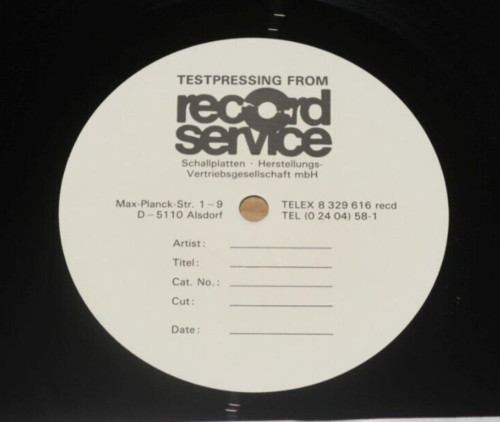 TESTPRESSING FROM
record
service
Schallplatten · Herstellungs-
Vertriebsgesellschaft mbH
Max-Planck-Str. 1–9
D–5110 Alsdorf
TELEX 8 329 616 recd
TEL (0 24 04) 58-1
Artist:
Titel:
Cat. No.:
Cut:
Date: